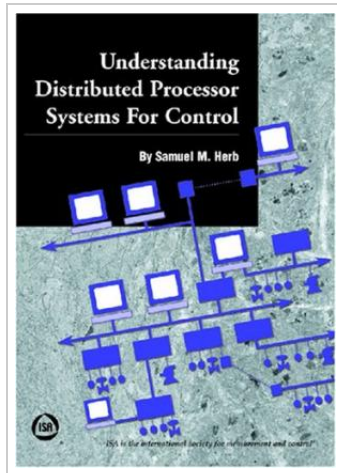 Understanding
Distributed Processor
Systems For Control
By Samuel M. Herb
ISA
ISA is the international society for measurement and control